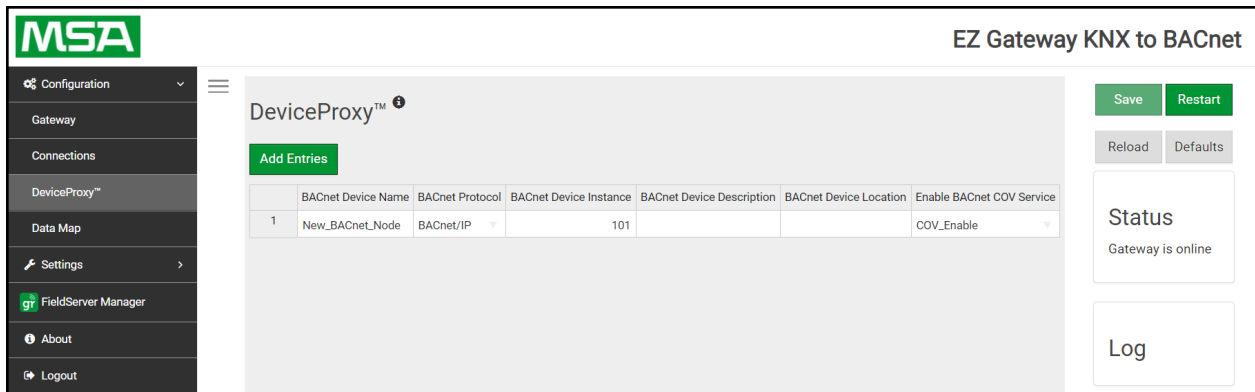 MSA
EZ Gateway KNX to BACnet
Configuration
Gateway
Connections
DeviceProxy™
Data Map
Settings
gr FieldServer Manager
About
Logout
DeviceProxy™
Add Entries
BACnet Device Name BACnet Protocol BACnet Device Instance BACnet Device Description BACnet Device Location Enable BACnet COV Service
1 New_BACnet_Node BACnet/IP 101 COV_Enable
Save Restart
Reload Defaults
Status
Gateway is online
Log